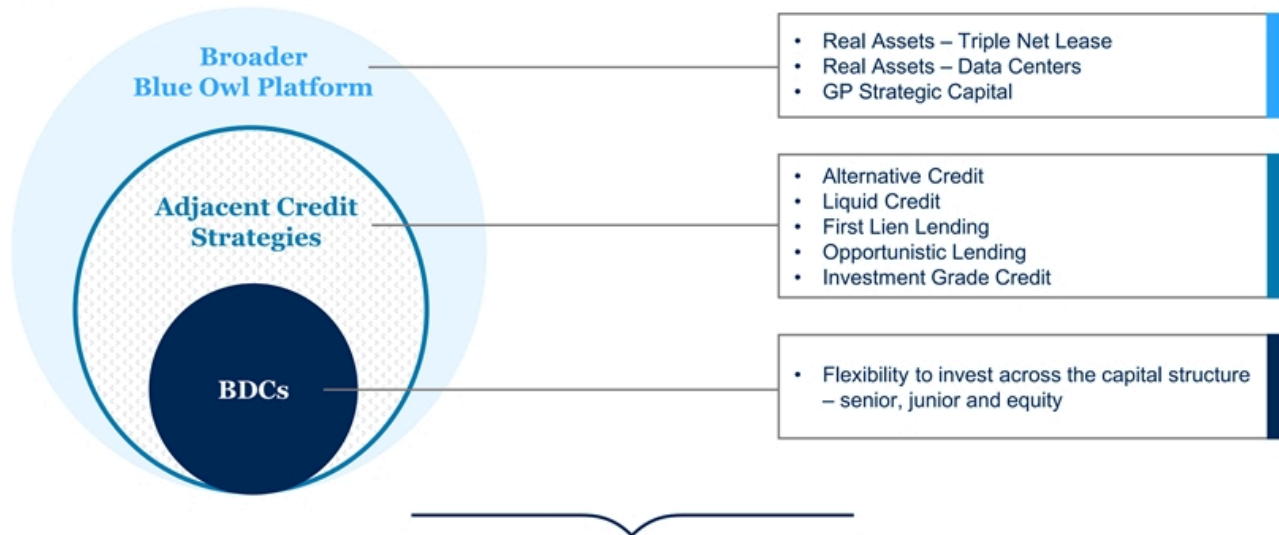 Broader
Blue Owl Platform
• Real Assets – Triple Net Lease
• Real Assets – Data Centers
• GP Strategic Capital
Adjacent Credit
Strategies
• Alternative Credit
• Liquid Credit
• First Lien Lending
• Opportunistic Lending
• Investment Grade Credit
BDCs
• Flexibility to invest across the capital structure
– senior, junior and equity